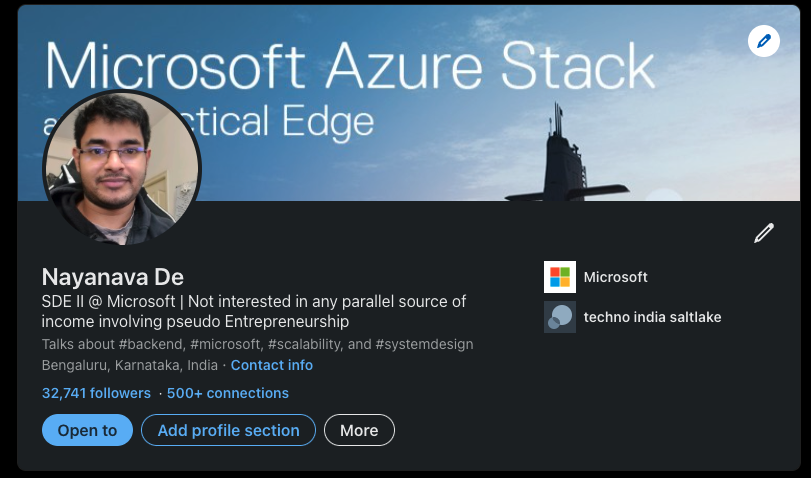 Microsoft Azure Stack
a ctical Edge
Nayanava De
SDE II @ Microsoft | Not interested in any parallel source of
income involving pseudo Entrepreneurship
Talks about #backend, #microsoft, #scalability, and #systemdesign
Bengaluru, Karnataka, India · Contact info
32,741 followers · 500+ connections
Open to
Add profile section
More
Microsoft
techno india saltlake